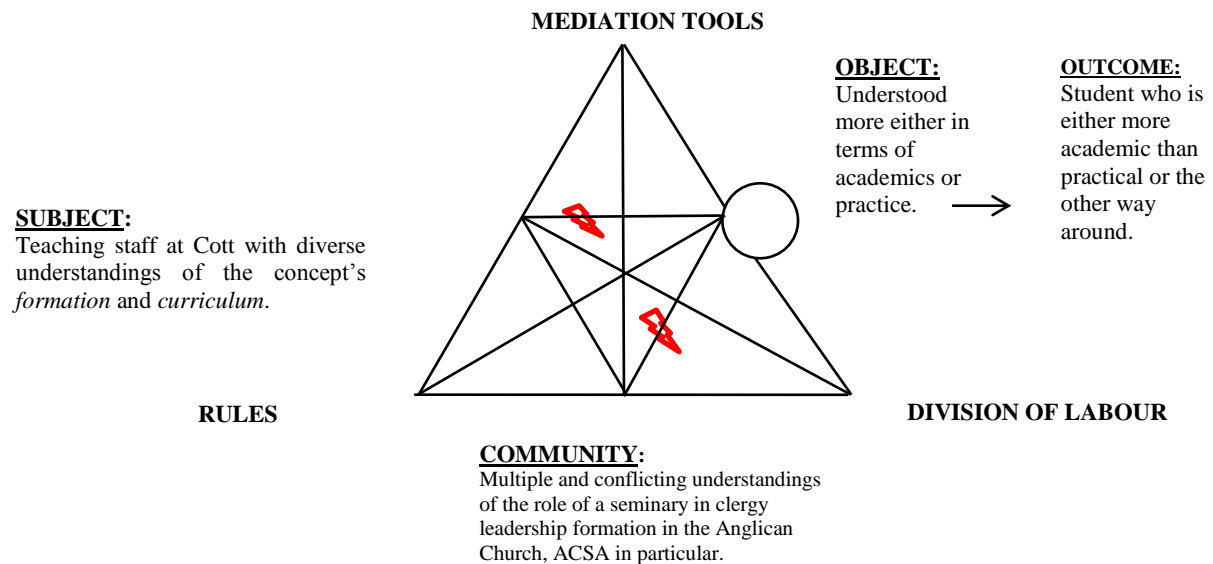 MEDIATION TOOLS
OBJECT:
Understood
more either in
terms of
academics or
practice.
OUTCOME:
Student who is
either more
academic than
practical or the
other way
around.
SUBJECT:
Teaching staff at Cott with diverse
understandings of the concept's
formation and curriculum.
RULES
DIVISION OF LABOUR
COMMUNITY:
Multiple and conflicting understandings
of the role of a seminary in clergy
leadership formation in the Anglican
Church, ACSA in particular.